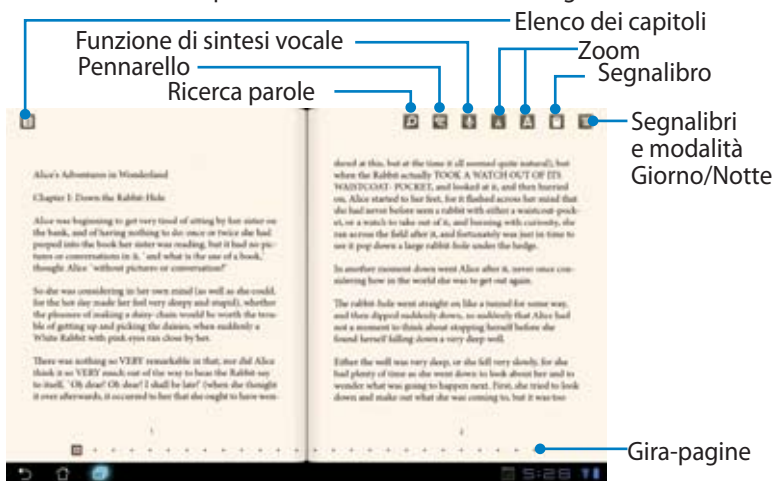 Elenco dei capitoli
Funzione di sintesi vocale
Zoom
Pennarello
Segnalibro
Ricerca parole
Segnalibri
e modalità
Giorno/Notte
Alice's Adventures in Wonderland
Chapter I: Down the Rabbit-Hole
Alice was beginning to get very tired of sitting by her sister on
the bank, and of having nothing to do: once or twice she had
peeped into the book her sister was reading, but it had no pic-
tures or conversations in it, 'and what is the use of a book,'
thought Alice 'without pictures or conversation?'
So she was considering in her own mind (as well as she could,
for the hot day made her feel very sleepy and stupid), whether
the pleasure of making a daisy-chain would be worth the trou-
ble of getting up and picking the daisies, when suddenly a
White Rabbit with pink eyes ran close by her.
There was nothing so VERY remarkable in that; nor did Alice
think it so VERY much out of the way to hear the Rabbit say
to itself, 'Oh dear! Oh dear! I shall be late!' (when she thought
it over afterwards, it occurred to her that she ought to have won-
1
dered at this, but at the time it all seemed quite natural); but
when the Rabbit actually TOOK A WATCH OUT OF ITS
WAISTCOAT- POCKET, and looked at it, and then hurried
on, Alice started to her feet, for it flashed across her mind that
she had never before seen a rabbit with either a waistcoat-pock-
et, or a watch to take out of it, and burning with curiosity, she
ran across the field after it, and fortunately was just in time to
see it pop down a large rabbit-hole under the hedge.
In another moment down went Alice after it, never once con-
sidering how in the world she was to get out again.
The rabbit-hole went straight on like a tunnel for some way,
and then dipped suddenly down, so suddenly that Alice had
not a moment to think about stopping herself before she
found herself falling down a very deep well.
Either the well was very deep, or she fell very slowly, for she
had plenty of time as she went down to look about her and to
wonder what was going to happen next. First, she tried to look
down and make out what she was coming to, but it was too
2
Gira-pagine
5:28